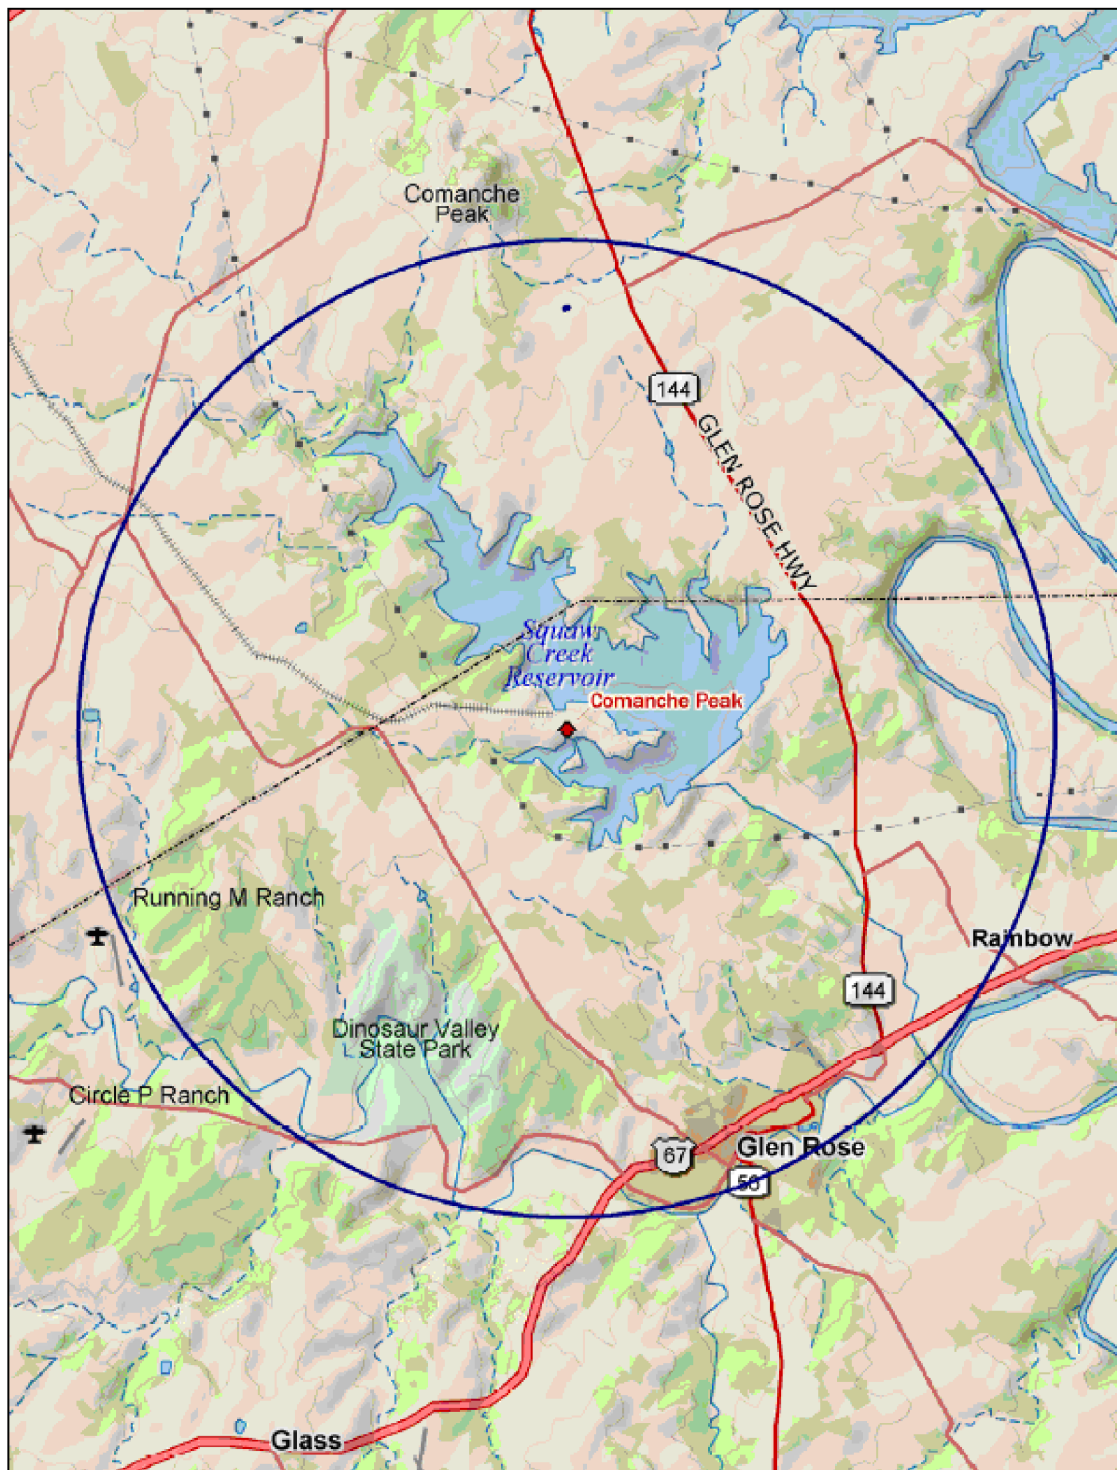 Comanche
Peak
144
GLEN ROSE HWY
Squaw
Creek
Reservoir
Comanche Peak
Running M Ranch
Rainbow
144
Dinosaur Valley
State Park
Circle P Ranch
Glen Rose
67
56
Glass